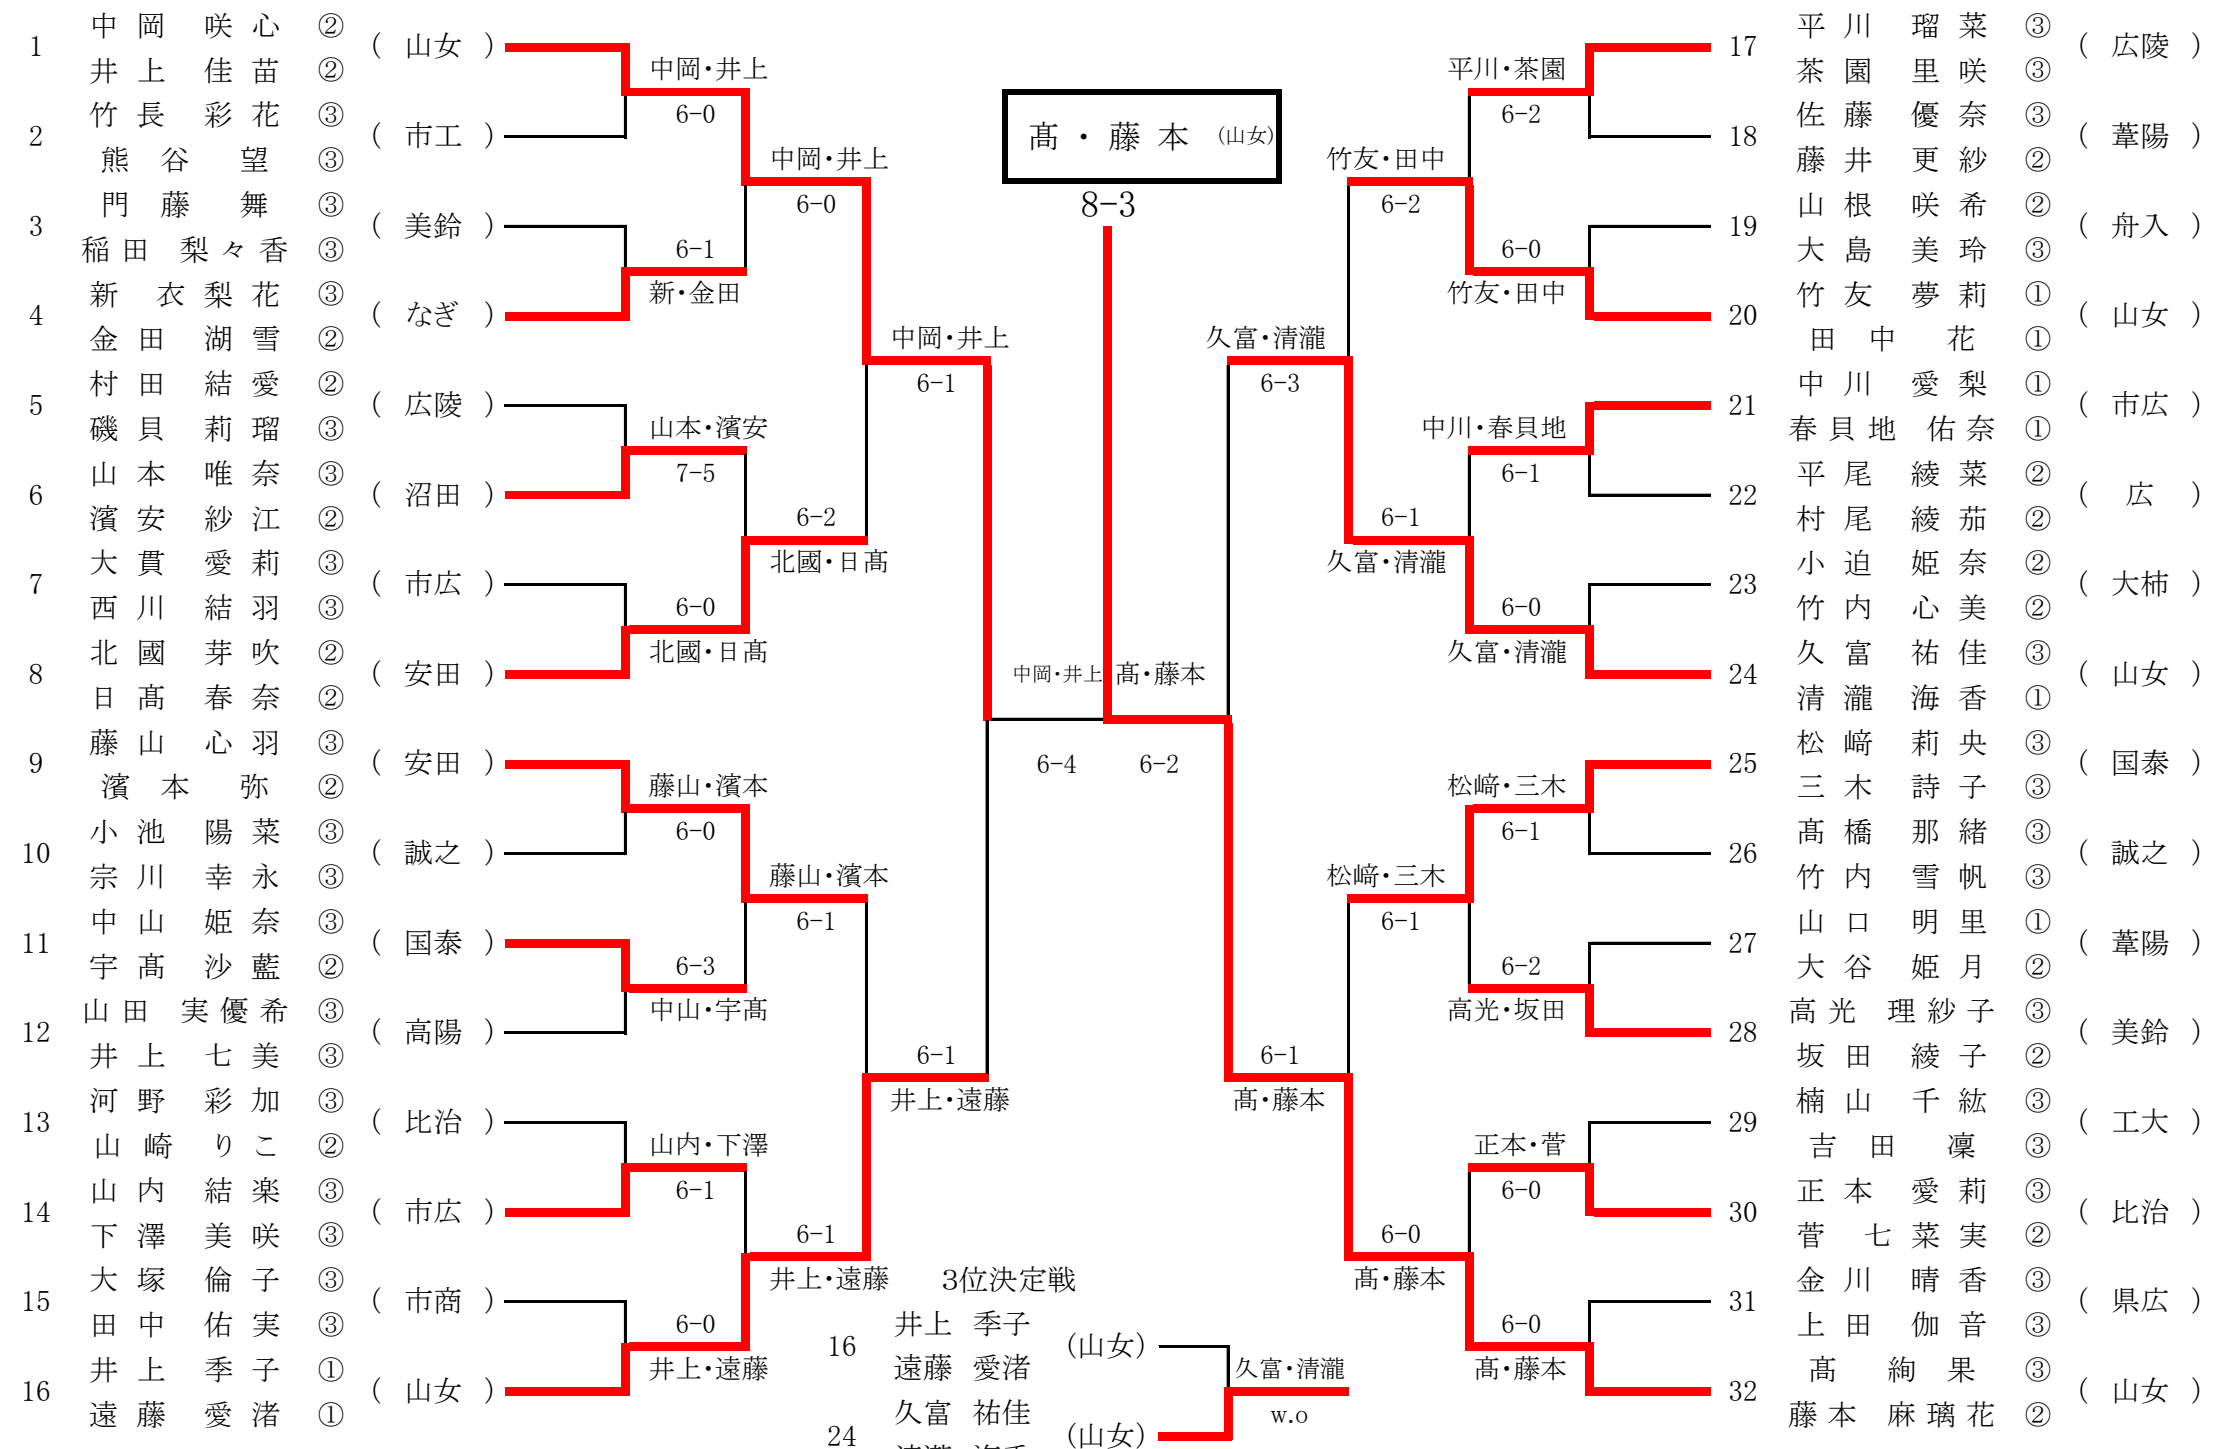 1 中岡 咲心 ② ( 山女 )
井上 佳苗 ②
2 竹長 彩花 ③ ( 市工 )
熊谷 望 ③
3 門藤 舞 ③ ( 美鈴 )
稲田 梨々香 ③
4 新 衣梨花 ③ ( なぎ )
金田 湖雪 ②
5 村田 結愛 ② ( 広陵 )
磯貝 莉瑠 ③
6 山本 唯奈 ③ ( 沼田 )
濱安 紗江 ②
7 大貫 愛莉 ③ ( 市広 )
西川 結羽 ③
8 北國 芽吹 ② ( 安田 )
日髙 春奈 ②
9 藤山 心羽 ③ ( 安田 )
濱本 弥 ②
10 小池 陽菜 ③ ( 誠之 )
宗川 幸永 ③
11 中山 姫奈 ③ ( 国泰 )
宇髙 沙藍 ②
12 山田 実優希 ③ ( 高陽 )
井上 七美 ③
13 河野 彩加 ③ ( 比治 )
山崎 りこ ②
14 山内 結楽 ③ ( 市広 )
下澤 美咲 ③
15 大塚 倫子 ③ ( 市商 )
田中 佑実 ③
16 井上 季子 ① ( 山女 )
遠藤 愛渚 ①
中岡・井上
6-0
6-1
新・金田
山本・濱安
7-5
6-0
北國・日髙
藤山・濱本
6-0
6-3
中山・宇髙
山内・下澤
6-1
6-0
井上・遠藤
中岡・井上
6-0
6-2
北國・日髙
藤山・濱本
6-1
6-1
井上・遠藤
中岡・井上
6-1
6-1
井上・遠藤
髙・藤本 (山女)
8-3
中岡・井上 髙・藤本
6-4 6-2
久富・清瀧
6-3
6-1
髙・藤本
竹友・田中
6-2
6-1
久富・清瀧
松﨑・三木
6-1
6-0
髙・藤本
平川・茶園
6-2
6-0
竹友・田中
中川・春貝地
6-1
6-0
久富・清瀧
松﨑・三木
6-1
6-2
高光・坂田
正本・菅
6-0
6-0
髙・藤本
17 平川 瑠菜 ③ ( 広陵 )
茶園 里咲 ③
18 佐藤 優奈 ③ ( 葦陽 )
藤井 更紗 ②
19 山根 咲希 ② ( 舟入 )
大島 美玲 ③
20 竹友 夢莉 ① ( 山女 )
田中 花 ①
21 中川 愛梨 ① ( 市広 )
春貝地 佑奈 ①
22 平尾 綾菜 ② ( 広 )
村尾 綾茄 ②
23 小迫 姫奈 ② ( 大柿 )
竹内 心美 ②
24 久富 祐佳 ③ ( 山女 )
清瀧 海香 ①
25 松﨑 莉央 ③ ( 国泰 )
三木 詩子 ③
26 髙橋 那緒 ③ ( 誠之 )
竹内 雪帆 ③
27 山口 明里 ① ( 葦陽 )
大谷 姫月 ②
28 高光 理紗子 ③ ( 美鈴 )
坂田 綾子 ②
29 楠山 千紘 ③ ( 工大 )
吉田 凜 ③
30 正本 愛莉 ③ ( 比治 )
菅 七菜実 ②
31 金川 晴香 ③ ( 県広 )
上田 伽音 ③
32 髙 絢果 ③ ( 山女 )
藤本 麻璃花 ②
3位決定戦
16 井上 季子 (山女)
遠藤 愛渚
24 久富 祐佳 (山女)
久富・清瀧
w.o